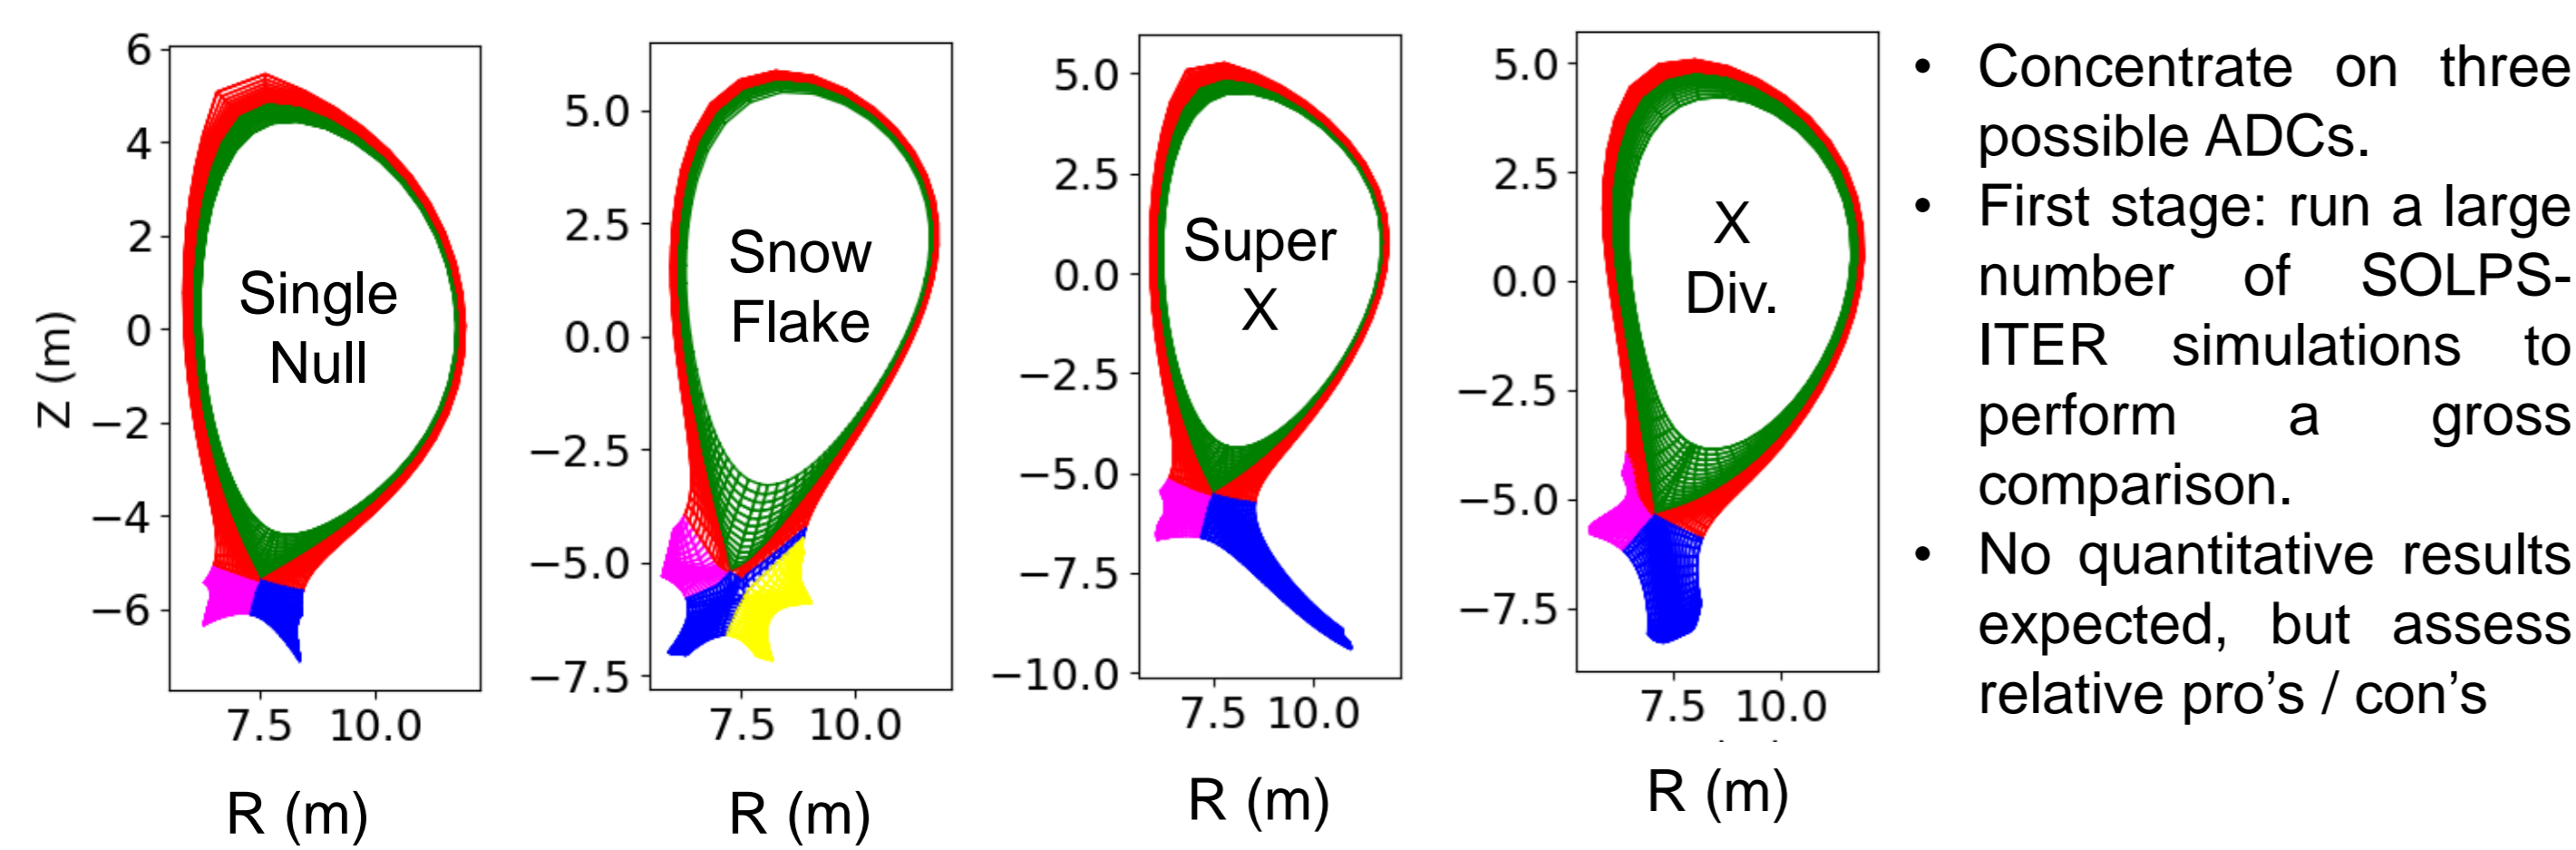 6
4
2
0
−2
−4
−6
Z (m)
7.5 10.0
R (m)
Single
Null
5.0
2.5
0.0
−2.5
−5.0
−7.5
7.5 10.0
R (m)
Snow
Flake
5.0
2.5
0.0
−2.5
−5.0
−7.5
−10.0
7.5 10.0
R (m)
Super
X
5.0
2.5
0.0
−2.5
−5.0
−7.5
7.5 10.0
R (m)
X
Div.
• Concentrate on three
possible ADCs.
• First stage: run a large
number of SOLPS-
ITER simulations to
perform a gross
comparison.
• No quantitative results
expected, but assess
relative pro’s / con’s